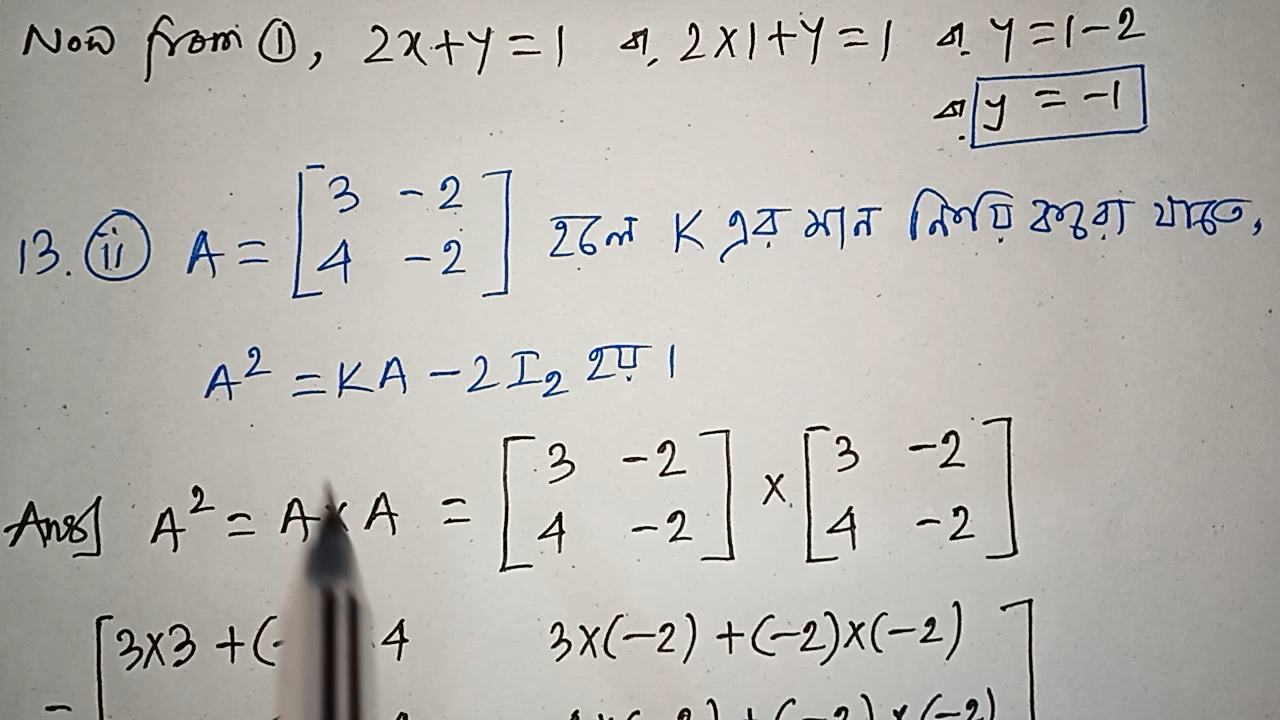 Now from ①, 2x+y=1 বা, 2×1+y=1 বা, y=1-2
বা, y = -1
13. ⓘⓘ A = [3 -2
4 -2] হলে K এর মান নির্ণয় করো যাতে,
A² = KA - 2I₂ হয়।
Ans] A² = A×A = [3 -2
4 -2] × [3 -2
4 -2]
= [3×3 +(- 4 3×(-2) +(-2)×(-2)
(-2)×(-2)]